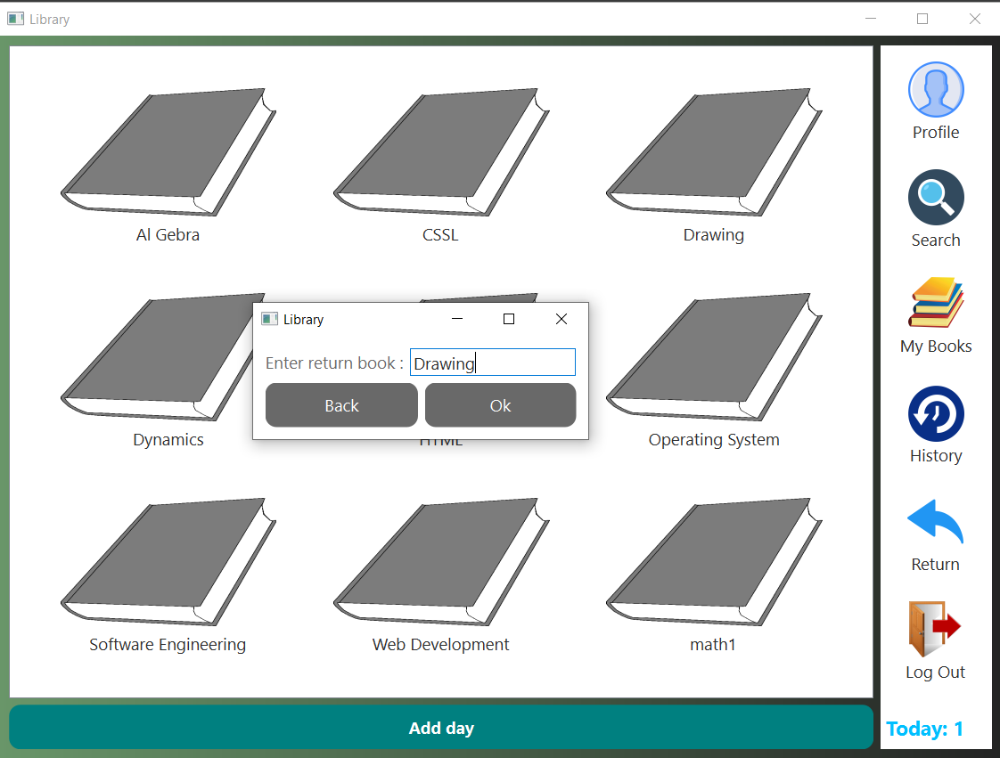 Library
Al Gebra
CSSL
Drawing
Dynamics
HTML
Operating System
Software Engineering
Web Development
math1
Library
Enter return book : Drawing
Back
Ok
Add day
Profile
Search
My Books
History
Return
Log Out
Today: 1